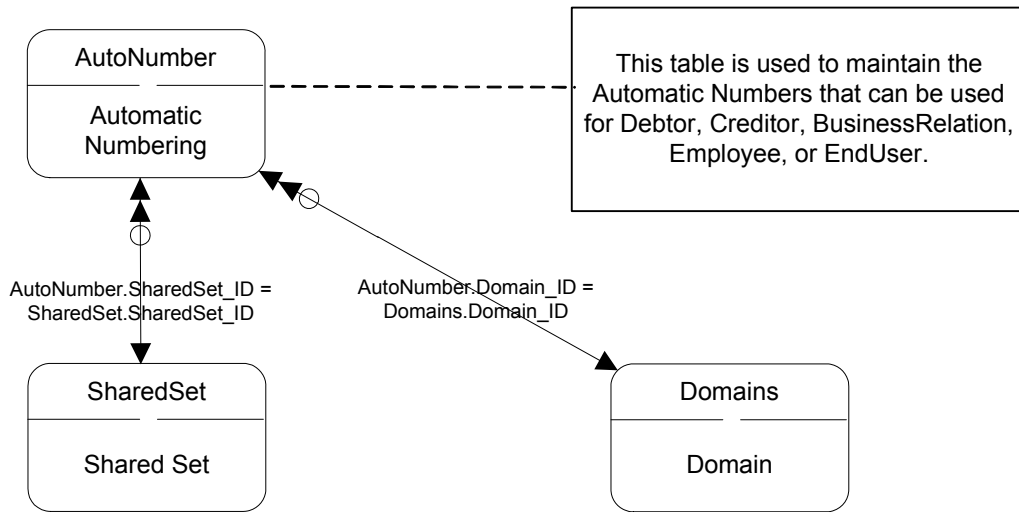 AutoNumber
Automatic
Numbering
This table is used to maintain the
Automatic Numbers that can be used
for Debtor, Creditor, BusinessRelation,
Employee, or EndUser.
AutoNumber.SharedSet_ID =
SharedSet.SharedSet_ID
AutoNumber.Domain_ID =
Domains.Domain_ID
SharedSet
Shared Set
Domains
Domain